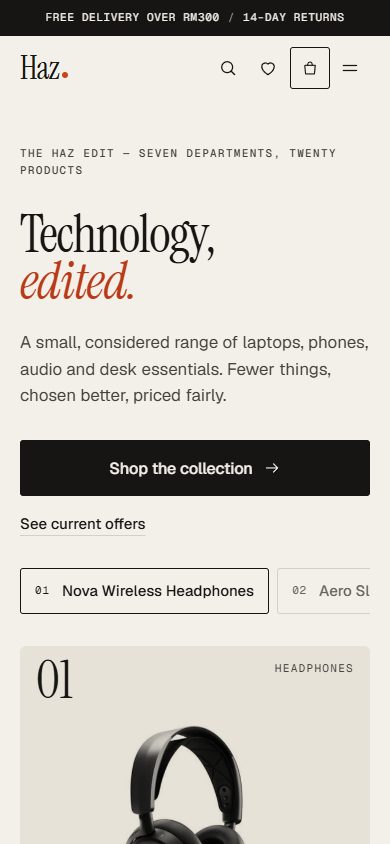 FREE DELIVERY OVER RM300 / 14-DAY RETURNS
Haz.
THE HAZ EDIT — SEVEN DEPARTMENTS, TWENTY
PRODUCTS
Technology,
edited.
A small, considered range of laptops, phones,
audio and desk essentials. Fewer things,
chosen better, priced fairly.
Shop the collection →
See current offers
01 Nova Wireless Headphones
02 Aero Sl
01
HEADPHONES